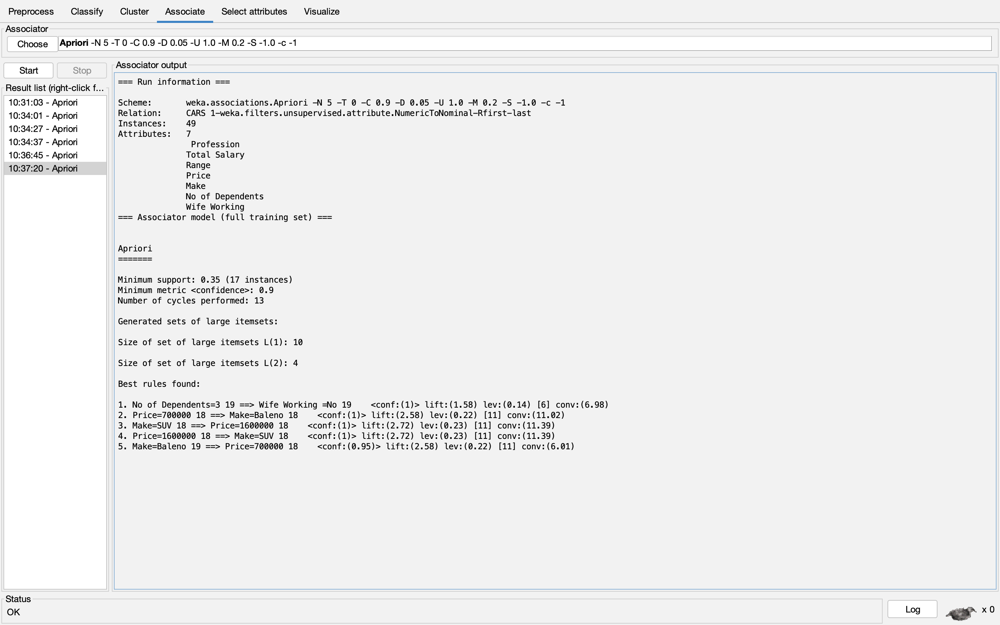 Preprocess Classify Cluster Associate Select attributes Visualize
Associator
Choose Apriori -N 5 -T 0 -C 0.9 -D 0.05 -U 1.0 -M 0.2 -S -1.0 -c -1
Start Stop
Result list (right-click f...
10:31:03 - Apriori
10:34:01 - Apriori
10:34:27 - Apriori
10:34:37 - Apriori
10:36:45 - Apriori
10:37:20 - Apriori
Associator output
=== Run information ===
Scheme: weka.associations.Apriori -N 5 -T 0 -C 0.9 -D 0.05 -U 1.0 -M 0.2 -S -1.0 -c -1
Relation: CARS 1-weka.filters.unsupervised.attribute.NumericToNominal-Rfirst-last
Instances: 49
Attributes: 7
Profession
Total Salary
Range
Price
Make
No of Dependents
Wife Working
=== Associator model (full training set) ===
Apriori
=======
Minimum support: 0.35 (17 instances)
Minimum metric <confidence>: 0.9
Number of cycles performed: 13
Generated sets of large itemsets:
Size of set of large itemsets L(1): 10
Size of set of large itemsets L(2): 4
Best rules found:
1. No of Dependents=3 19 ==> Wife Working =No 19 <conf:(1)> lift:(1.58) lev:(0.14) [6] conv:(6.98)
2. Price=700000 18 ==> Make=Baleno 18 <conf:(1)> lift:(2.58) lev:(0.22) [11] conv:(11.02)
3. Make=SUV 18 ==> Price=1600000 18 <conf:(1)> lift:(2.72) lev:(0.23) [11] conv:(11.39)
4. Price=1600000 18 ==> Make=SUV 18 <conf:(1)> lift:(2.72) lev:(0.23) [11] conv:(11.39)
5. Make=Baleno 19 ==> Price=700000 18 <conf:(0.95)> lift:(2.58) lev:(0.22) [11] conv:(6.01)
Status
OK
Log x 0